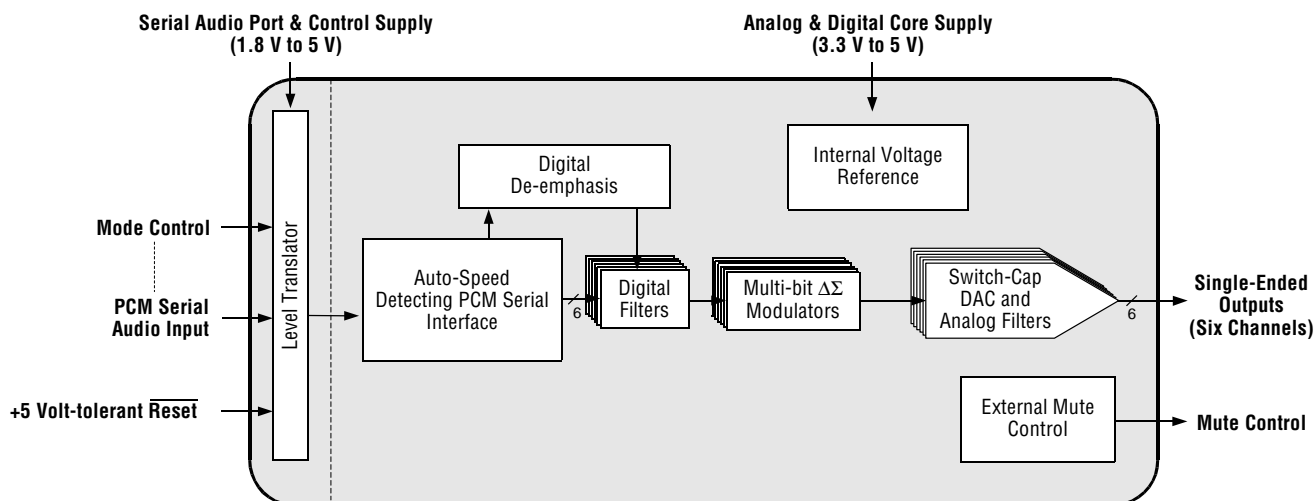 Serial Audio Port & Control Supply
(1.8 V to 5 V)
Analog & Digital Core Supply
(3.3 V to 5 V)
Mode Control
PCM Serial
Audio Input
+5 Volt-tolerant Reset
Level Translator
Digital
De-emphasis
Internal Voltage
Reference
Auto-Speed
Detecting PCM Serial
Interface
6
Digital
Filters
Multi-bit ΔΣ
Modulators
Switch-Cap
DAC and
Analog Filters
6
Single-Ended
Outputs
(Six Channels)
External Mute
Control
Mute Control